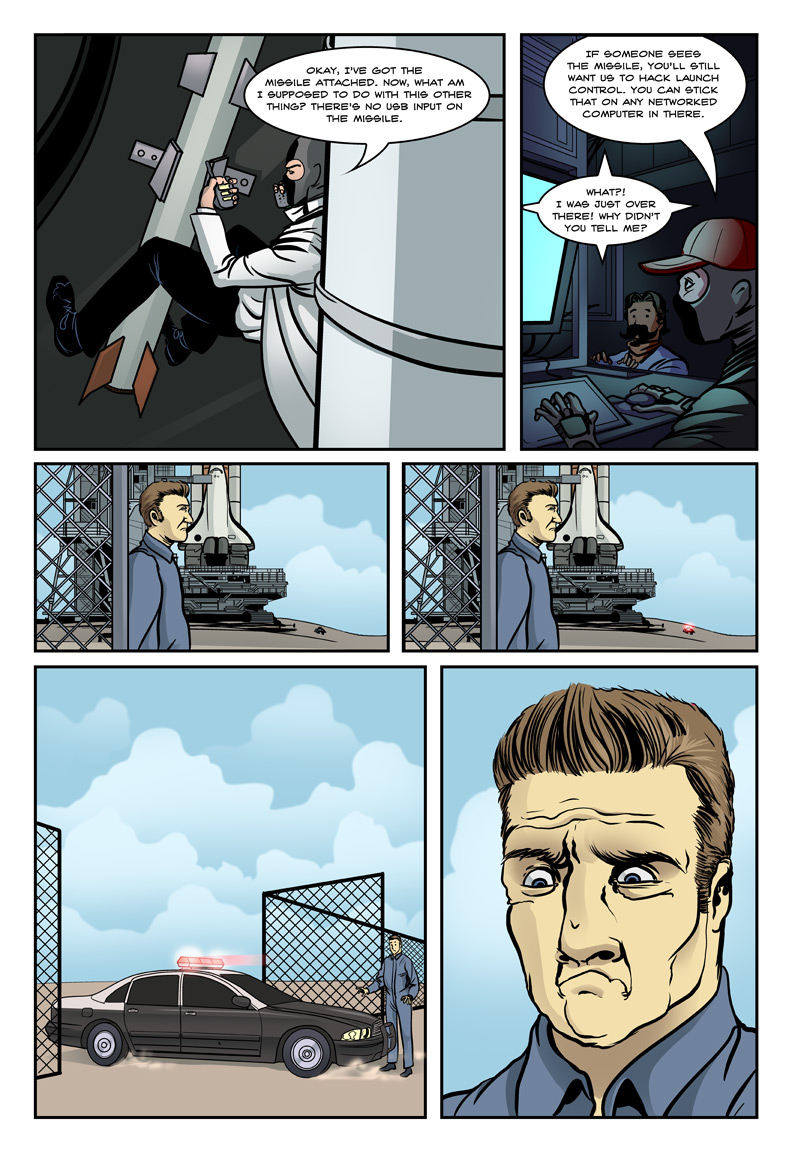 OKAY, I'VE GOT THE
MISSILE ATTACHED. NOW, WHAT AM
I SUPPOSED TO DO WITH THIS OTHER
THING? THERE'S NO USB INPUT ON
THE MISSILE.
IF SOMEONE SEES
THE MISSILE, YOU'LL STILL
WANT US TO HACK LAUNCH
CONTROL. YOU CAN STICK
THAT ON ANY NETWORKED
COMPUTER IN THERE.
WHAT?!
I WAS JUST OVER
THERE! WHY DIDN'T
YOU TELL ME?